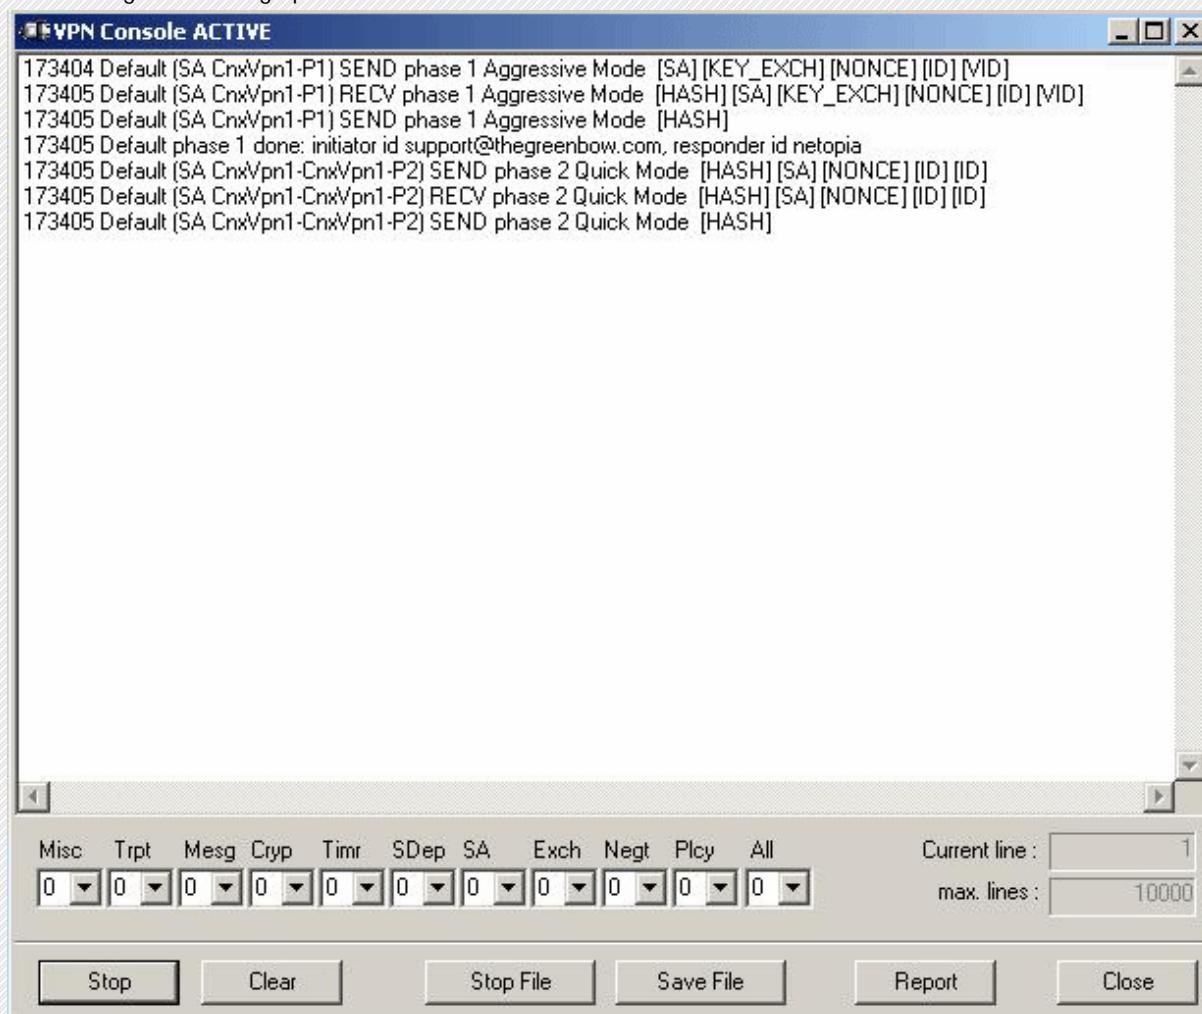 VPN Console ACTIVE
173404 Default (SA CnxVpn1-P1) SEND phase 1 Aggressive Mode [SA] [KEY_EXCH] [NONCE] [ID] [VID]
173405 Default (SA CnxVpn1-P1) RECV phase 1 Aggressive Mode [HASH] [SA] [KEY_EXCH] [NONCE] [ID] [VID]
173405 Default (SA CnxVpn1-P1) SEND phase 1 Aggressive Mode [HASH]
173405 Default phase 1 done: initiator id support@thegreenbow.com, responder id netopia
173405 Default (SA CnxVpn1-CnxVpn1-P2) SEND phase 2 Quick Mode [HASH] [SA] [NONCE] [ID] [ID]
173405 Default (SA CnxVpn1-CnxVpn1-P2) RECV phase 2 Quick Mode [HASH] [SA] [NONCE] [ID] [ID]
173405 Default (SA CnxVpn1-CnxVpn1-P2) SEND phase 2 Quick Mode [HASH]
Misc Trpt Mesg Cryp Timr SDep SA Exch Negt Plcy All
0 0 0 0 0 0 0 0 0 0 0
Current line : 1
max. lines : 10000
Stop Clear Stop File Save File Report Close